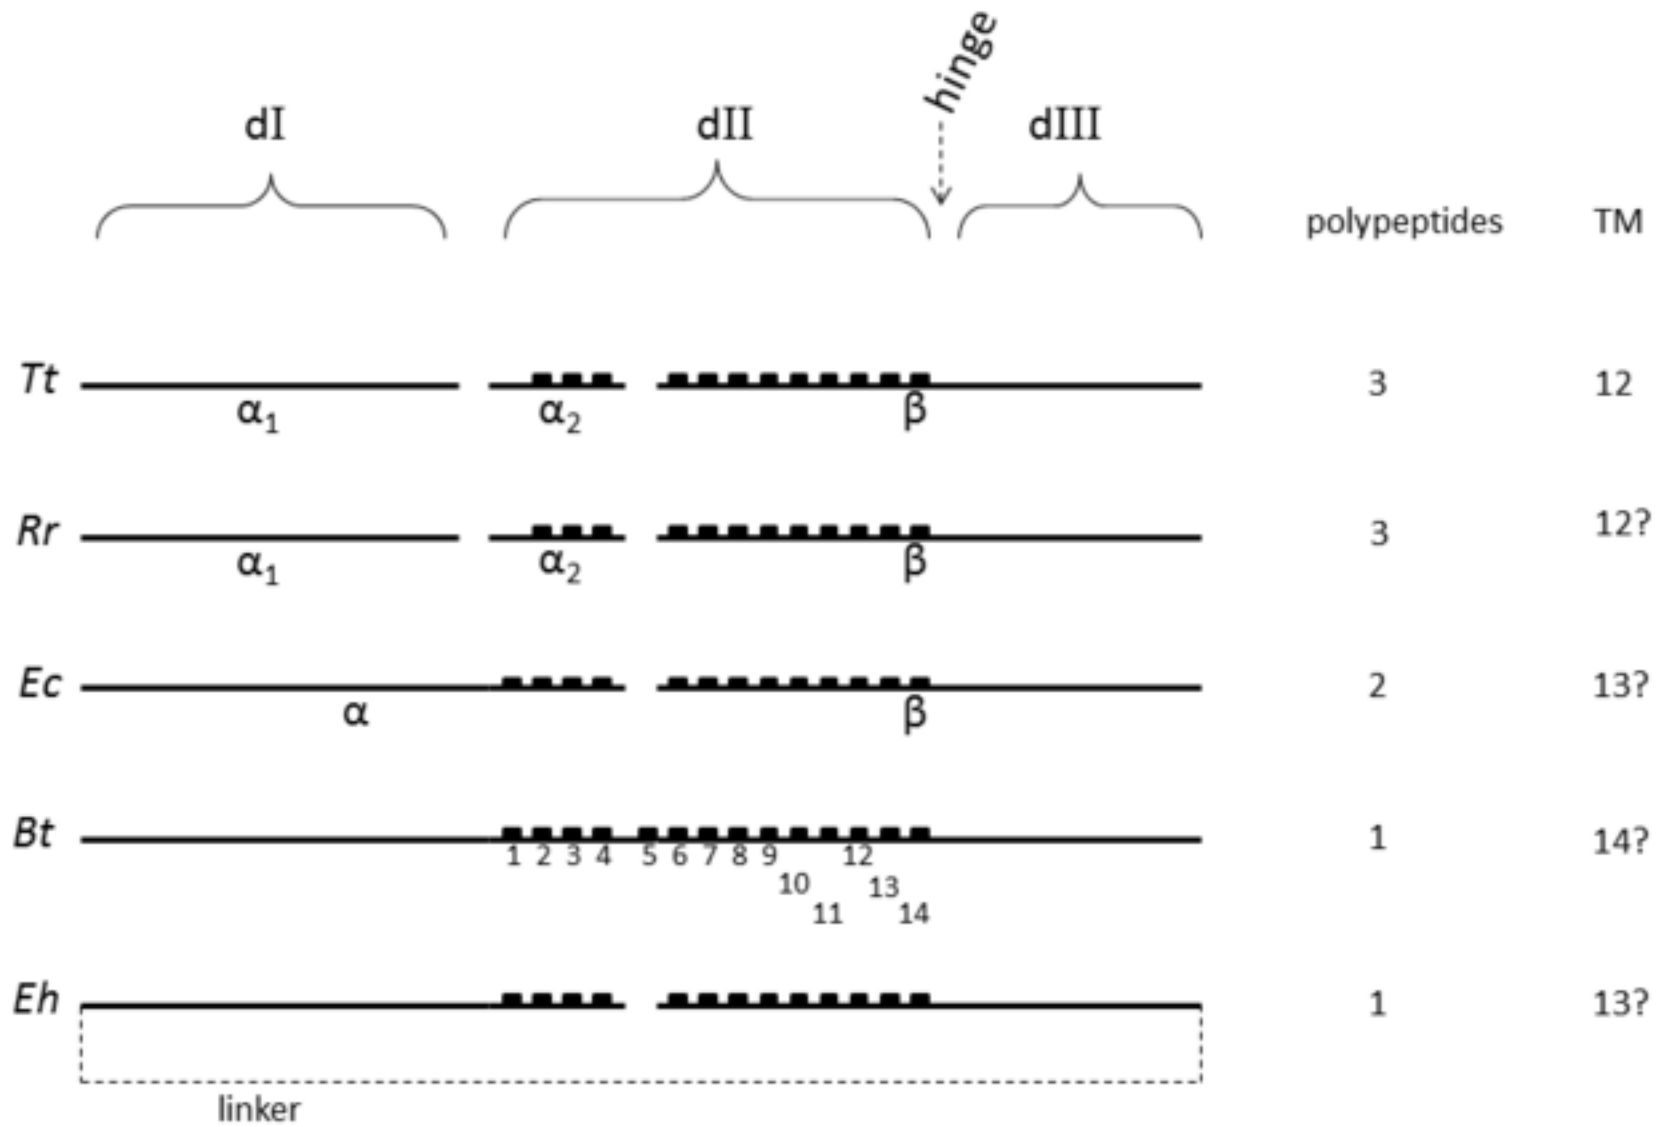 hinge
dI dII dIII
polypeptides TM
Tt 3 12
α1 α2 β
Rr 3 12?
α1 α2 β
Ec 2 13?
α β
Bt 1 14?
1 2 3 4 5 6 7 8 9 12
10 13
11 14
Eh 1 13?
linker